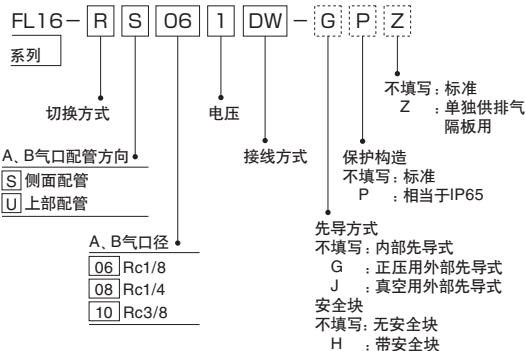 FL16－R S 06 1 DW－G P Z
系列
切换方式
电压
接线方式
不填写：标准
Z ：单独供排气
隔板用
A、B气口配管方向
S 侧面配管
U 上部配管
保护构造
不填写：标准
P ：相当于IP65
A、B气口径
06 Rc1/8
08 Rc1/4
10 Rc3/8
先导方式
不填写：内部先导式
G ：正压用外部先导式
J ：真空用外部先导式
安全块
不填写：无安全块
H ：带安全块